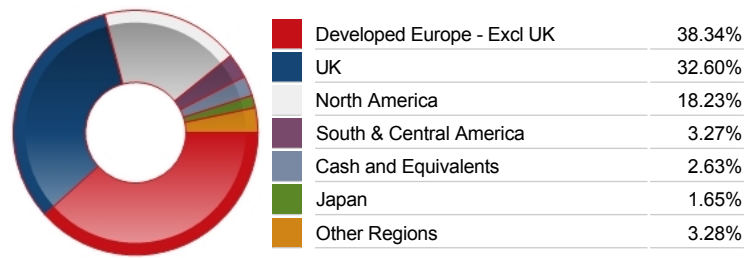 Developed Europe - Excl UK 38.34%
UK 32.60%
North America 18.23%
South & Central America 3.27%
Cash and Equivalents 2.63%
Japan 1.65%
Other Regions 3.28%